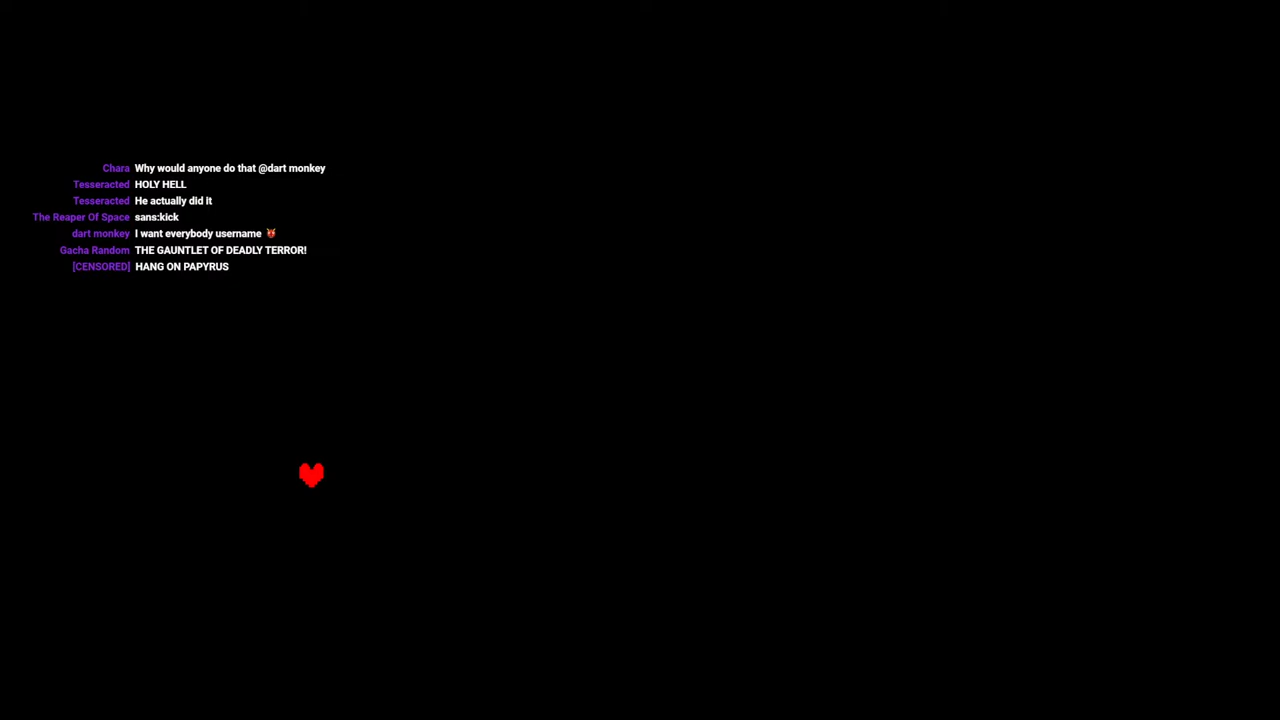 Chara Why would anyone do that @dart monkey
Tesseracted HOLY HELL
Tesseracted He actually did it
The Reaper Of Space sans:kick
dart monkey I want everybody username 👹
Gacha Random THE GAUNTLET OF DEADLY TERROR!
[CENSORED] HANG ON PAPYRUS